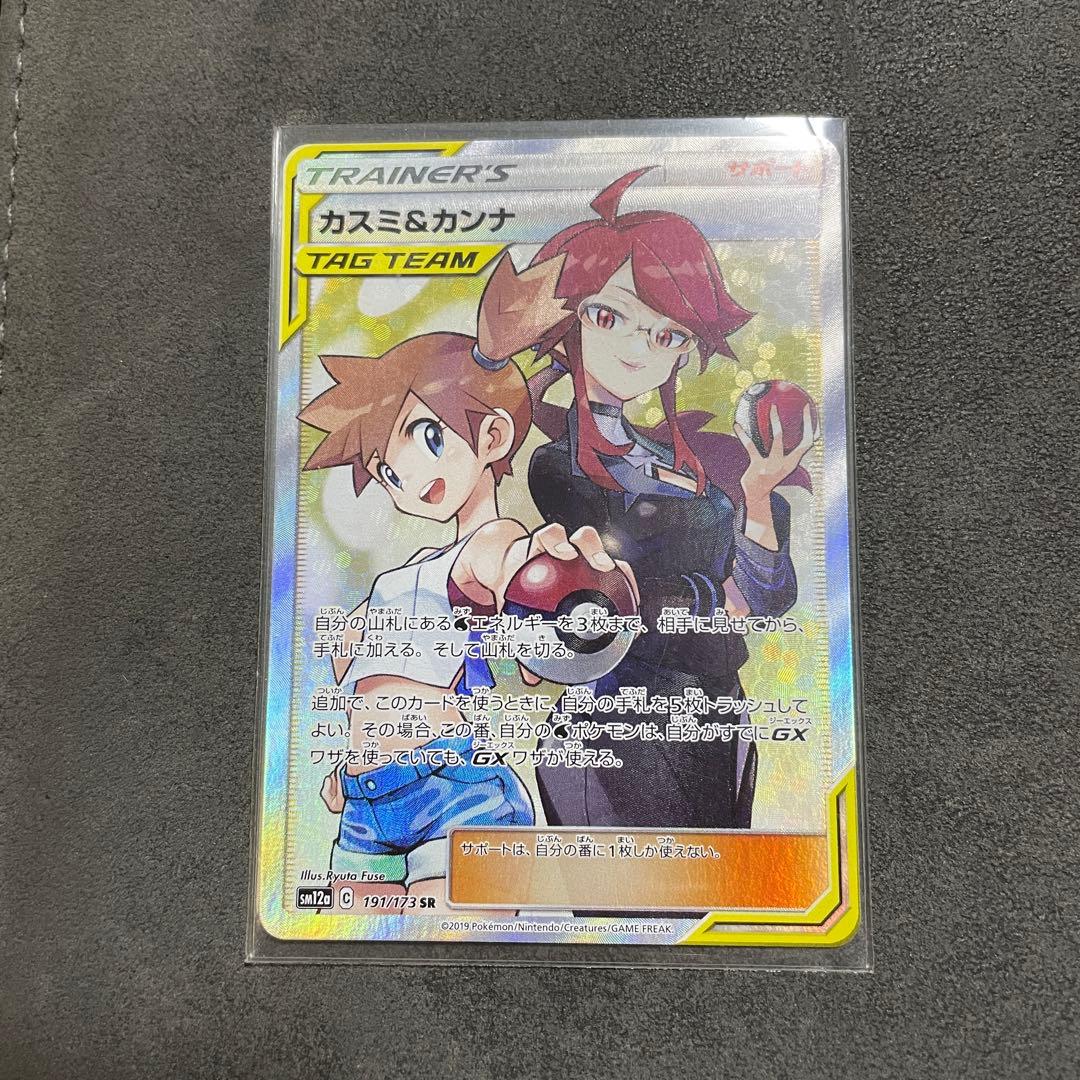 TRAINER'S サポート
カスミ&カンナ
TAG TEAM
自分の山札にあるエネルギーを3枚まで、相手に見せてから、
手札に加える。そして山札を切る。
追加で、このカードを使うときに、自分の手札を5枚トラッシュして
よい。その場合、この番、自分のポケモンは、自分がすでにGX
ワザを使っていても、GXワザが使える。
サポートは、自分の番に1枚しか使えない。
Illus.Ryuta Fuse
sm12a C 191/173 SR
©2019 Pokémon/Nintendo/Creatures/GAME FREAK.